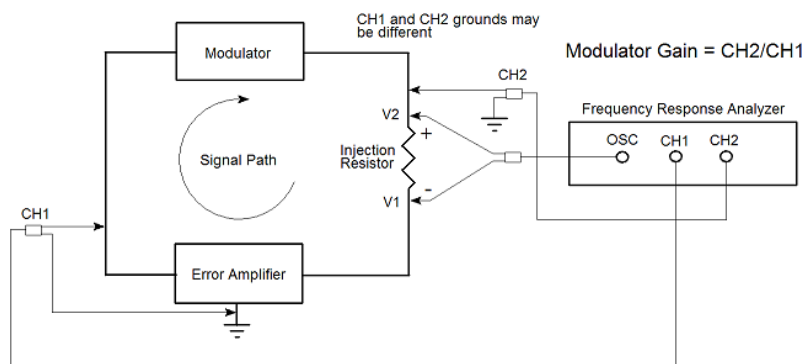 CH1 and CH2 grounds may
be different
Modulator
Modulator Gain = CH2/CH1
CH2
Frequency Response Analyzer
V2
+
OSC
CH1
CH2
Signal Path
Injection
Resistor
-
V1
CH1
Error Amplifier